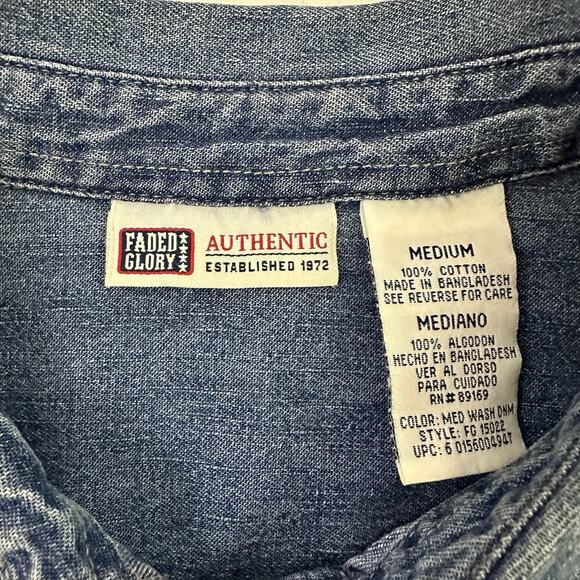 FADED
GLORY
AUTHENTIC
ESTABLISHED 1972
MEDIUM
100% COTTON
MADE IN BANGLADESH
SEE REVERSE FOR CARE
MEDIANO
100% ALGODON
HECHO EN BANGLADESH
VER AL DORSO
PARA CUIDADO
RN# 89169
COLOR: MED WASH DNM
STYLE: FG 15022
UPC: 6 0156004947